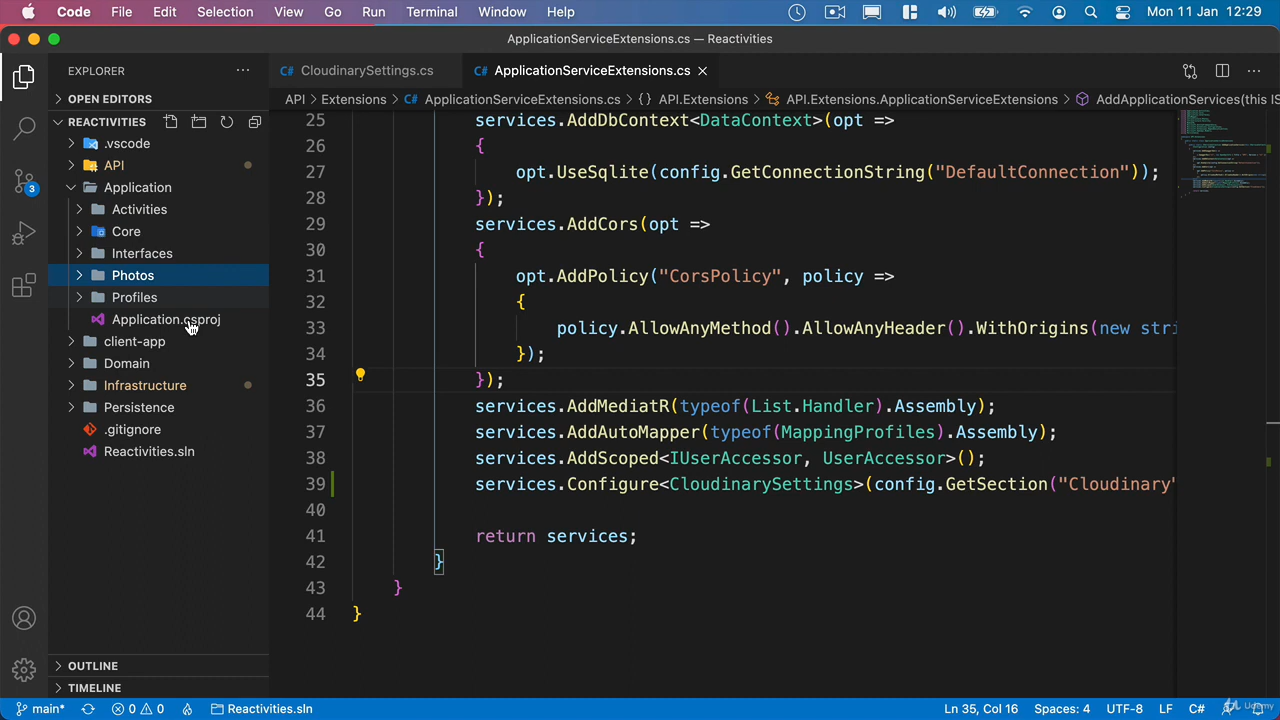 Code File Edit Selection View Go Run Terminal Window Help Mon 11 Jan 12:29
ApplicationServiceExtensions.cs — Reactivities
EXPLORER
CloudinarySettings.cs
ApplicationServiceExtensions.cs
API > Extensions > ApplicationServiceExtensions.cs > {} API.Extensions > API.Extensions.ApplicationServiceExtensions > AddApplicationServices(this IS
OPEN EDITORS
REACTIVITIES
.vscode
API
Application
Activities
Core
Interfaces
Photos
Profiles
Application.csproj
client-app
Domain
Infrastructure
Persistence
.gitignore
Reactivities.sln
OUTLINE
TIMELINE
3
25 services.AddDbContext<DataContext>(opt =>
26 {
27 opt.UseSqlite(config.GetConnectionString("DefaultConnection"));
28 });
29 services.AddCors(opt =>
30 {
31 opt.AddPolicy("CorsPolicy", policy =>
32 {
33 policy.AllowAnyMethod().AllowAnyHeader().WithOrigins(new stri
34 });
35 });
36 services.AddMediatR(typeof(List.Handler).Assembly);
37 services.AddAutoMapper(typeof(MappingProfiles).Assembly);
38 services.AddScoped<IUserAccessor, UserAccessor>();
39 services.Configure<CloudinarySettings>(config.GetSection("Cloudinary"
40
41 return services;
42 }
43 }
44 }
main* 0 0 Reactivities.sln Ln 35, Col 16 Spaces: 4 UTF-8 LF C#
Udemy